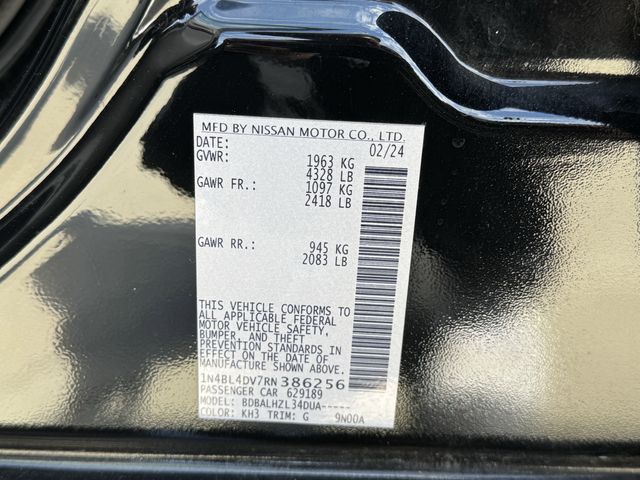 MFD BY NISSAN MOTOR CO., LTD.
DATE: 02/24
GVWR: 1963 KG
4328 LB
GAWR FR.: 1097 KG
2418 LB
GAWR RR.: 945 KG
2083 LB
THIS VEHICLE CONFORMS TO
ALL APPLICABLE FEDERAL
MOTOR VEHICLE SAFETY,
BUMPER, AND THEFT
PREVENTION STANDARDS IN
EFFECT ON THE DATE OF
MANUFACTURE SHOWN ABOVE.
1N4BL4DV7RN 386256
PASSENGER CAR 629189
MODEL: BDBALHZL34DUA-----
COLOR: KH3 TRIM: G 9N00A